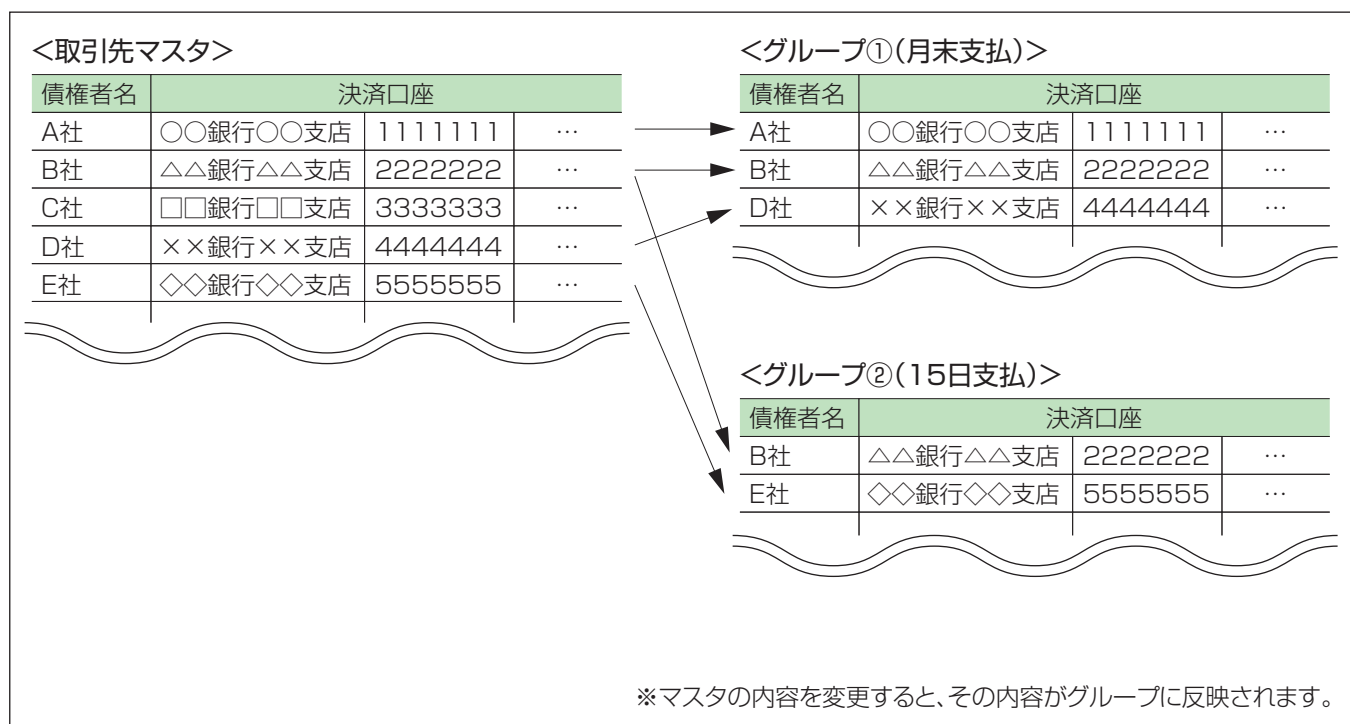 <取引先マスタ>
債権者名 決済口座
A社 ○○銀行○○支店 1111111 …
B社 △△銀行△△支店 2222222 …
C社 □□銀行□□支店 3333333 …
D社 ××銀行××支店 4444444 …
E社 ◇◇銀行◇◇支店 5555555 …
<グループ①(月末支払)>
債権者名 決済口座
A社 ○○銀行○○支店 1111111 …
B社 △△銀行△△支店 2222222 …
D社 ××銀行××支店 4444444 …
<グループ②(15日支払)>
債権者名 決済口座
B社 △△銀行△△支店 2222222 …
E社 ◇◇銀行◇◇支店 5555555 …
※マスタの内容を変更すると、その内容がグループに反映されます。